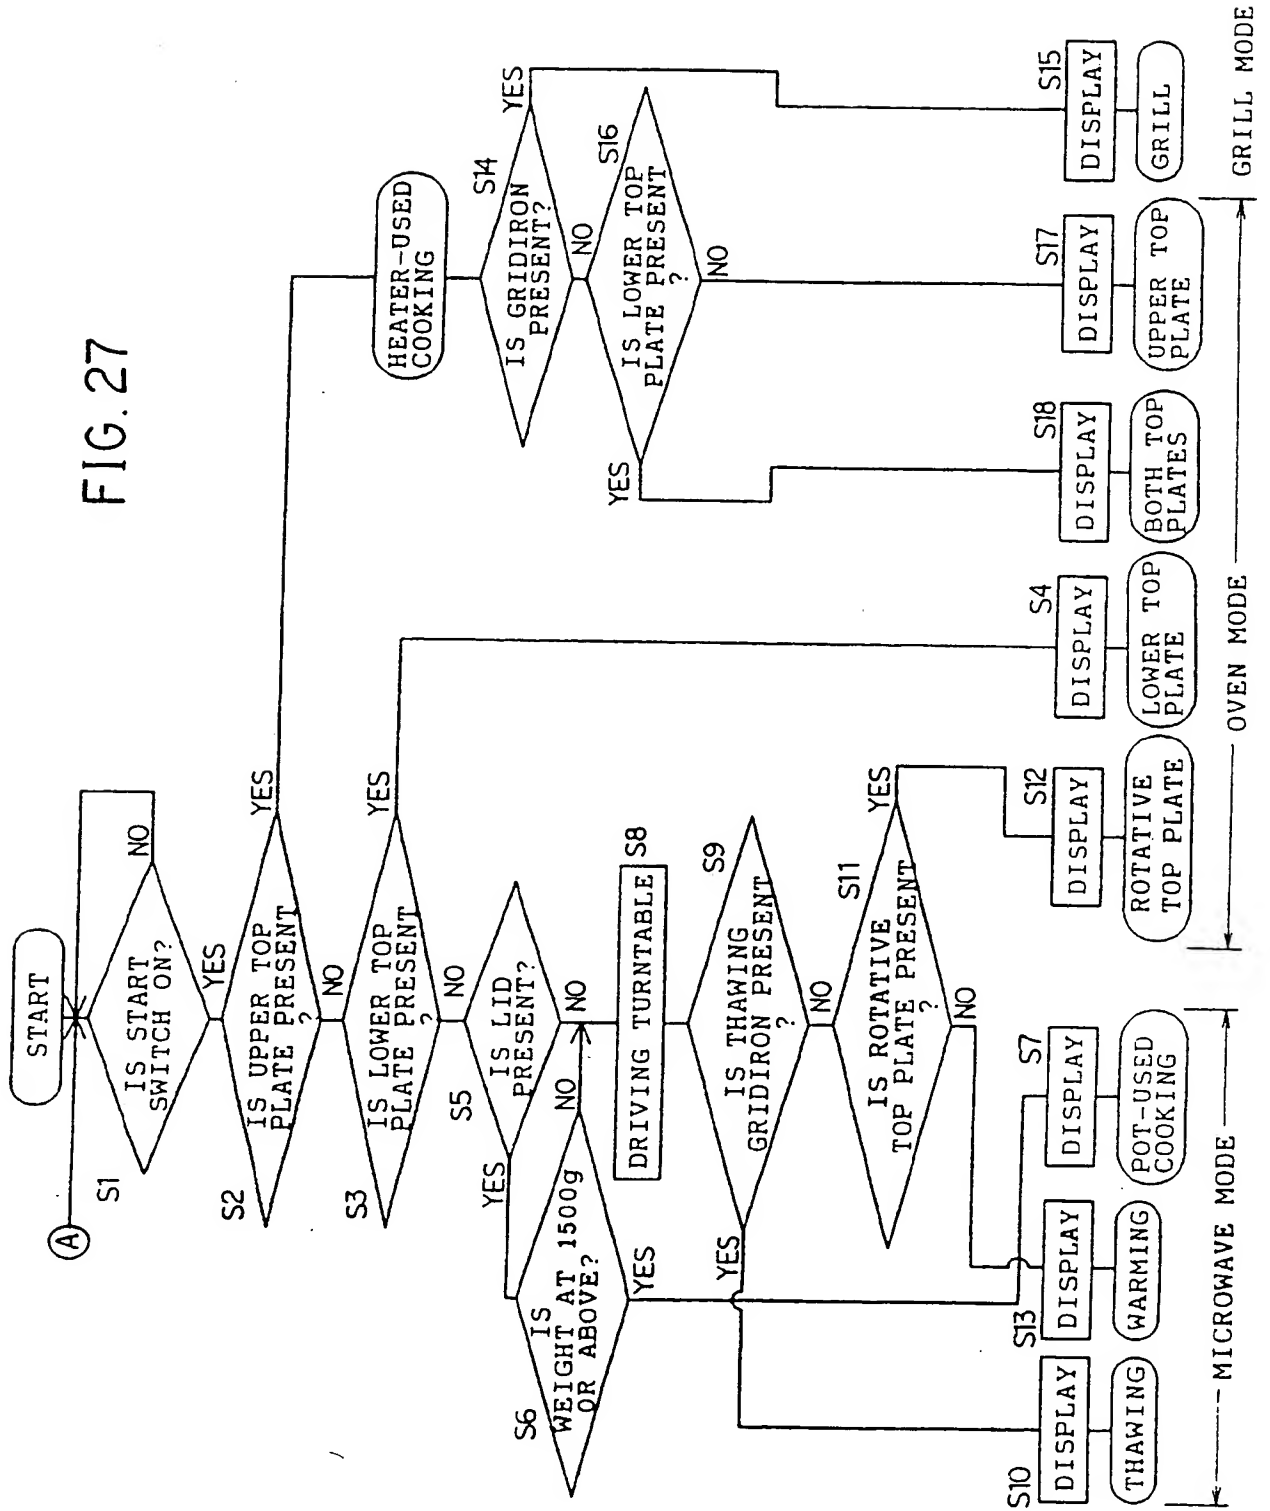 FIG. 27
START
A
S1
IS START
SWITCH ON?
NO
YES
S2
IS UPPER TOP
PLATE PRESENT
?
YES
NO
S3
IS LOWER TOP
PLATE PRESENT
?
YES
NO
S5
IS LID
PRESENT?
YES
NO
S6
IS
WEIGHT AT 1500g
OR ABOVE?
NO
YES
DRIVING TURNTABLE
S8
S9
IS THAWING
GRIDIRON PRESENT
?
YES
NO
S11
IS ROTATIVE
TOP PLATE PRESENT
?
YES
NO
HEATER-USED
COOKING
S14
IS GRIDIRON
PRESENT?
YES
NO
S16
IS LOWER TOP
PLATE PRESENT
?
YES
NO
S10
DISPLAY
THAWING
S13
DISPLAY
WARMING
S7
DISPLAY
POT-USED
COOKING
S12
DISPLAY
ROTATIVE
TOP PLATE
S4
DISPLAY
LOWER TOP
PLATE
S18
DISPLAY
BOTH TOP
PLATES
S17
DISPLAY
UPPER TOP
PLATE
S15
DISPLAY
GRILL
MICROWAVE MODE
OVEN MODE
GRILL MODE